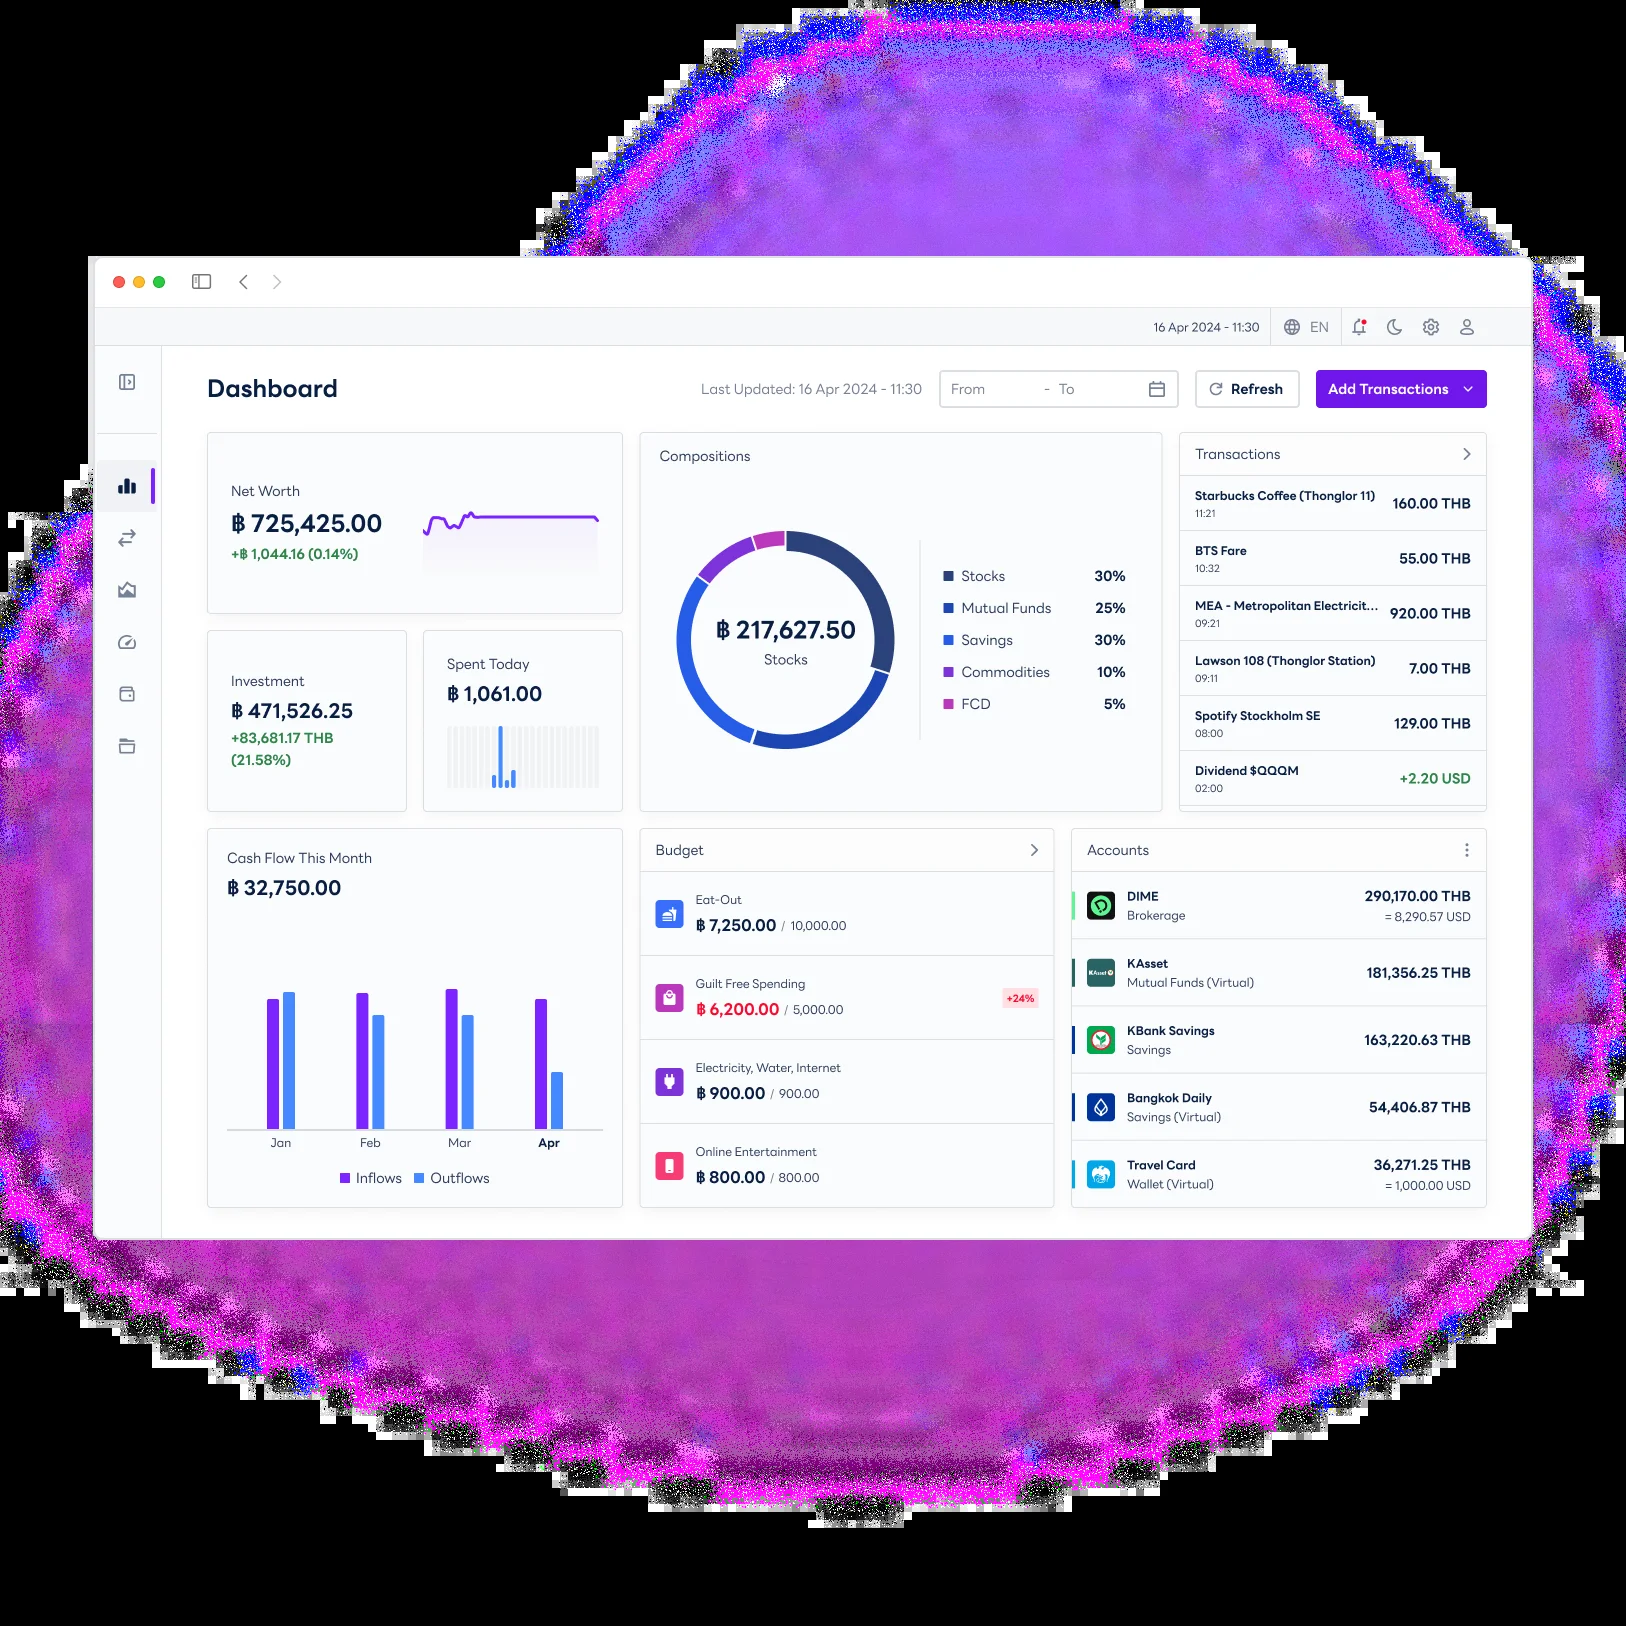 16 Apr 2024 - 11:30
EN
Dashboard
Last Updated: 16 Apr 2024 - 11:30
From - To
Refresh
Add Transactions
Net Worth
฿ 725,425.00
+฿ 1,044.16 (0.14%)
Investment
฿ 471,526.25
+83,681.17 THB
(21.58%)
Spent Today
฿ 1,061.00
Compositions
฿ 217,627.50
Stocks
Stocks 30%
Mutual Funds 25%
Savings 30%
Commodities 10%
FCD 5%
Transactions
Starbucks Coffee (Thonglor 11) 160.00 THB
11:21
BTS Fare 55.00 THB
10:32
MEA - Metropolitan Electricit... 920.00 THB
09:21
Lawson 108 (Thonglor Station) 7.00 THB
09:11
Spotify Stockholm SE 129.00 THB
08:00
Dividend $QQQM +2.20 USD
02:00
Cash Flow This Month
฿ 32,750.00
Jan Feb Mar Apr
Inflows Outflows
Budget
Eat-Out
฿ 7,250.00 / 10,000.00
Guilt Free Spending
฿ 6,200.00 / 5,000.00
+24%
Electricity, Water, Internet
฿ 900.00 / 900.00
Online Entertainment
฿ 800.00 / 800.00
Accounts
DIME 290,170.00 THB
Brokerage = 8,290.57 USD
KAsset
KAsset 181,356.25 THB
Mutual Funds (Virtual)
KBank Savings 163,220.63 THB
Savings
Bangkok Daily 54,406.87 THB
Savings (Virtual)
Travel Card 36,271.25 THB
Wallet (Virtual) = 1,000.00 USD